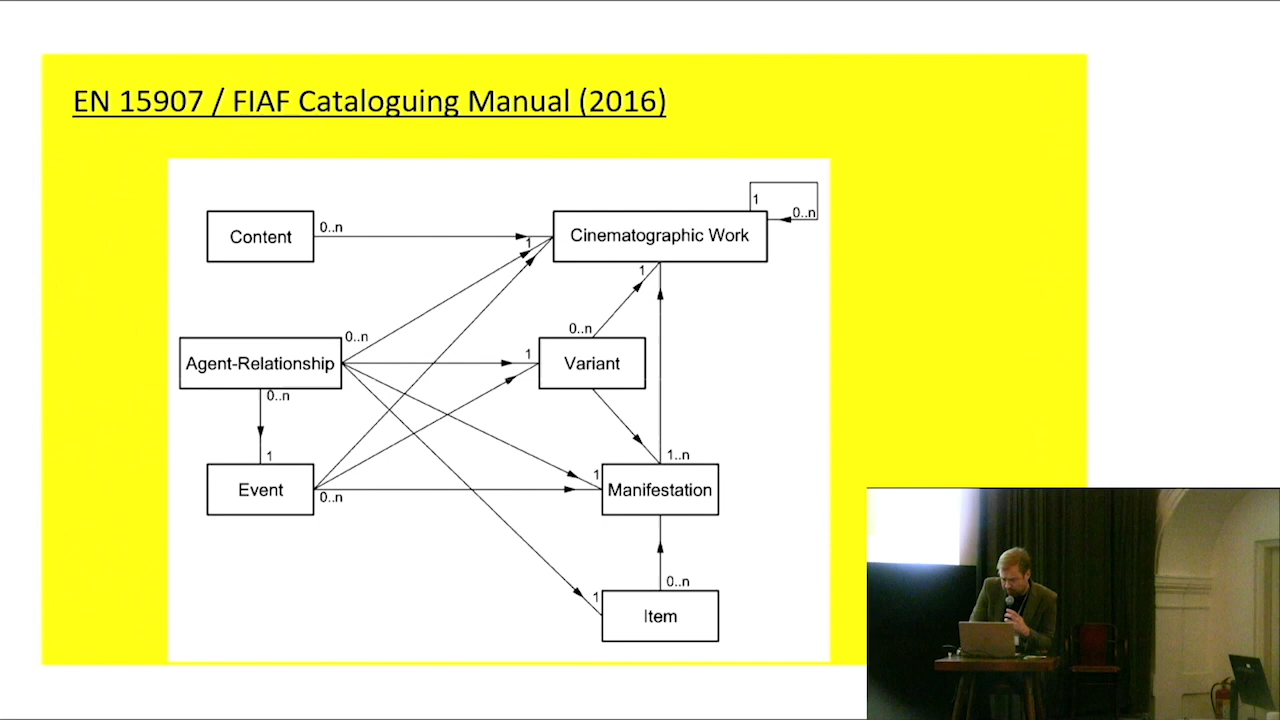 EN 15907 / FIAF Cataloguing Manual (2016)
1
0..n
Content
0..n
1
Cinematographic Work
1
0..n
0..n
Agent-Relationship
1
Variant
0..n
1
1..n
Event
0..n
1
Manifestation
0..n
1
Item